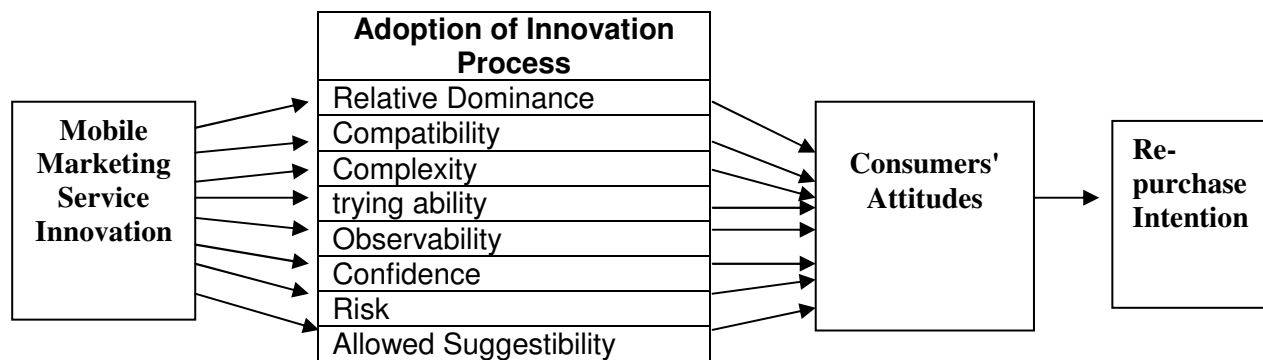 Mobile
Marketing
Service
Innovation
Adoption of Innovation
Process
Relative Dominance
Compatibility
Complexity
trying ability
Observability
Confidence
Risk
Allowed Suggestibility
Consumers'
Attitudes
Re-
purchase
Intention